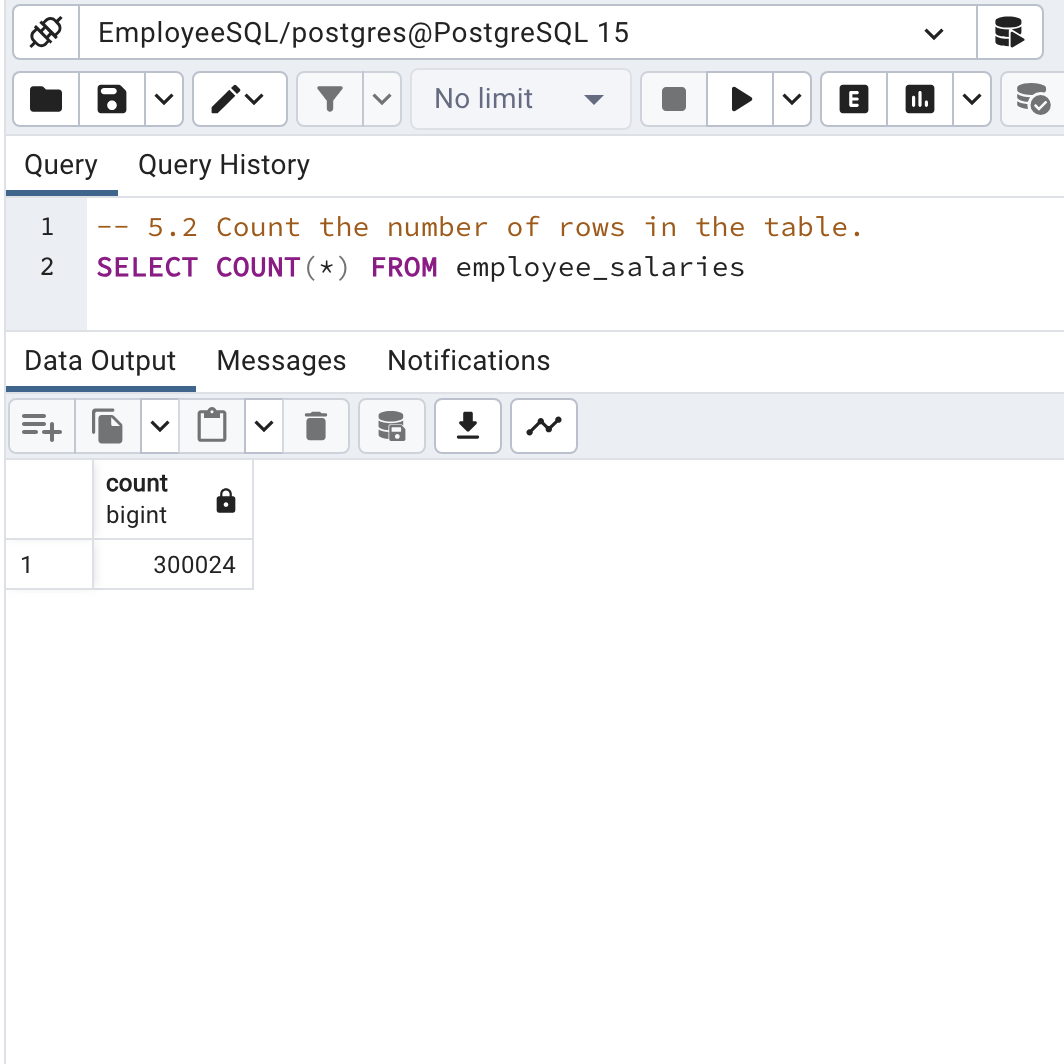 EmployeeSQL/postgres@PostgreSQL 15
No limit
E
Query Query History
1 -- 5.2 Count the number of rows in the table.
2 SELECT COUNT(*) FROM employee_salaries
Data Output Messages Notifications
count
bigint
1 300024